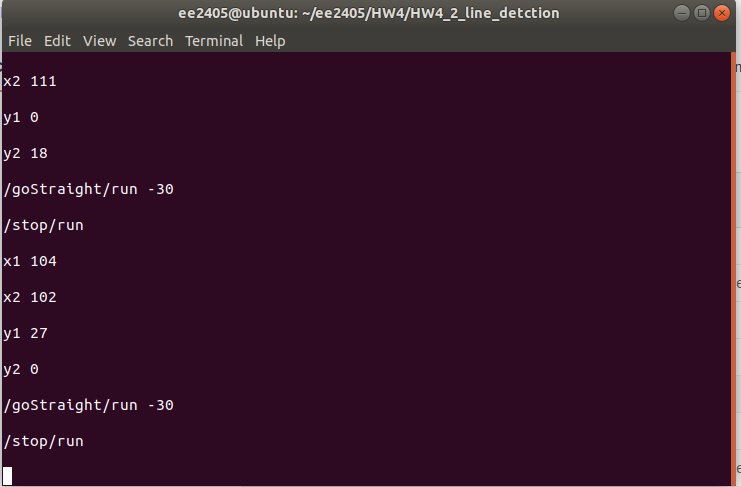 ee2405@ubuntu: ~/ee2405/HW4/HW4_2_line_detction
File Edit View Search Terminal Help
x2 111
y1 0
y2 18
/goStraight/run -30
/stop/run
x1 104
x2 102
y1 27
y2 0
/goStraight/run -30
/stop/run